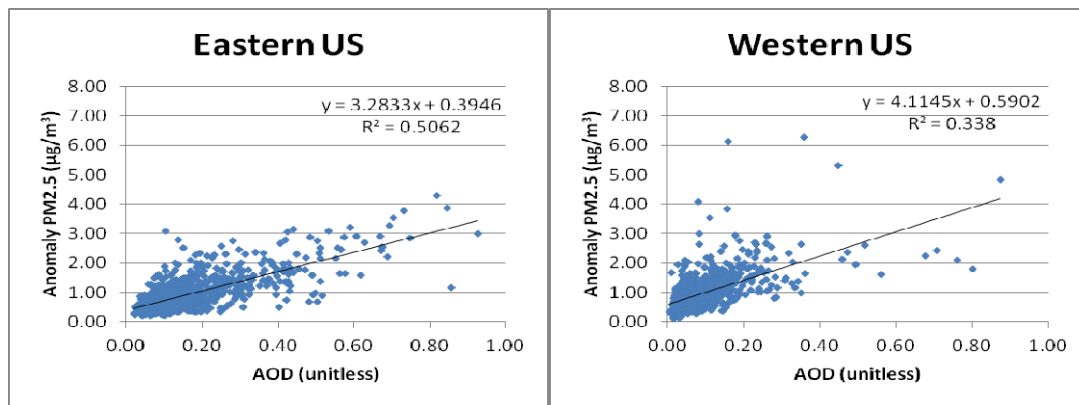 Eastern US
8.00
7.00
6.00
5.00
4.00
3.00
2.00
1.00
0.00
Anomaly PM2.5 (µg/m³)
y = 3.2833x + 0.3946
R² = 0.5062
0.00 0.20 0.40 0.60 0.80 1.00
AOD (unitless)
Western US
8.00
7.00
6.00
5.00
4.00
3.00
2.00
1.00
0.00
Anomaly PM2.5 (µg/m³)
y = 4.1145x + 0.5902
R² = 0.338
0.00 0.20 0.40 0.60 0.80 1.00
AOD (unitless)